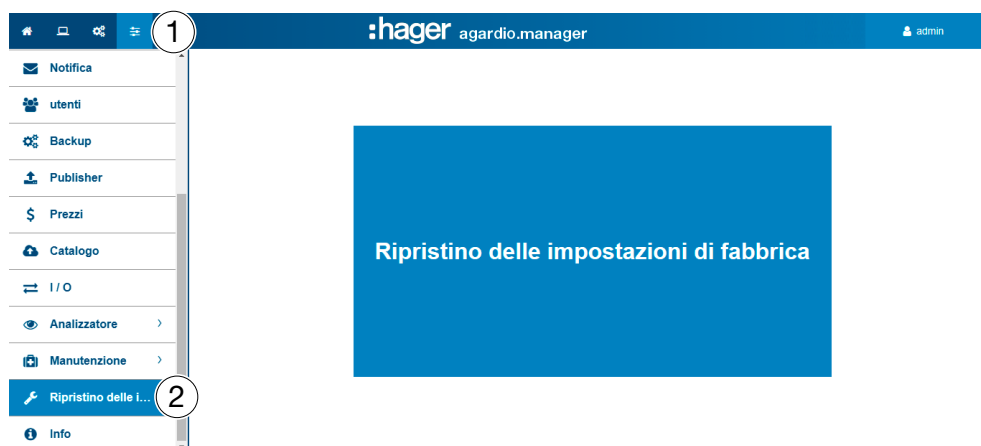 1
:hager agardio.manager
admin
Notifica
utenti
Backup
Publisher
$ Prezzi
Catalogo
I / O
Analizzatore
Manutenzione
Ripristino delle i...
2
Info
Ripristino delle impostazioni di fabbrica